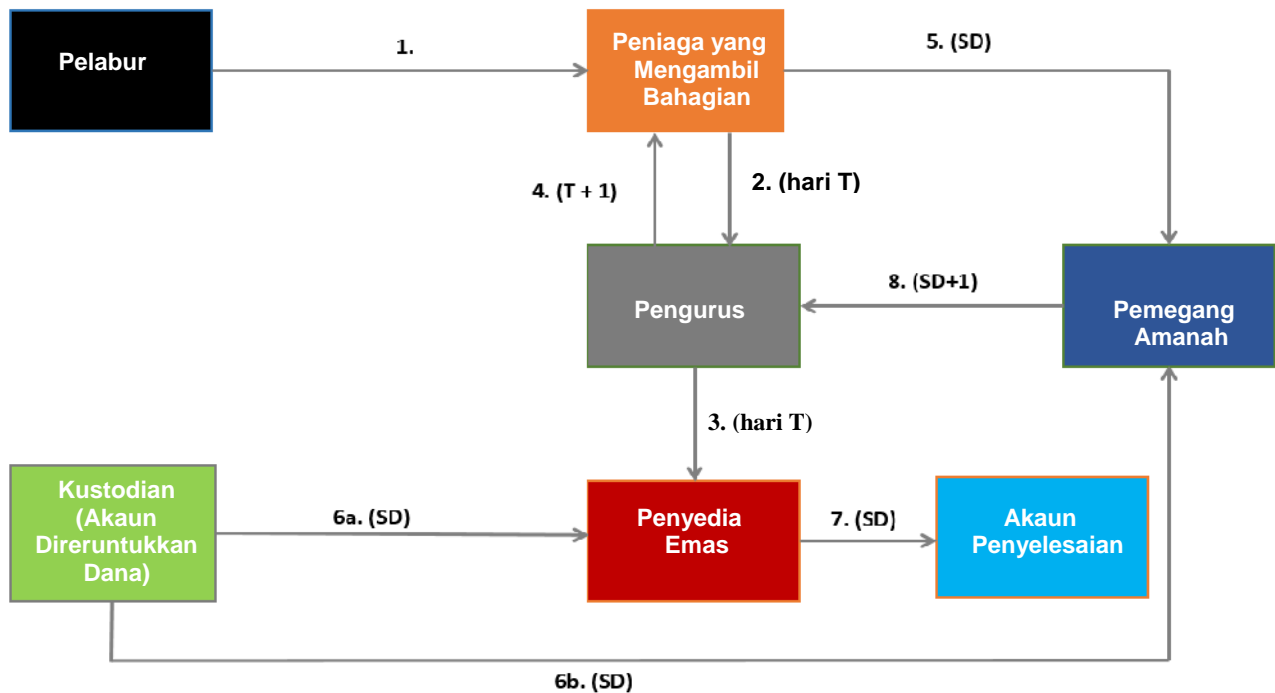 Pelabur
1.
Peniaga yang
Mengambil
Bahagian
5. (SD)
4. (T + 1)
2. (hari T)
Pengurus
8. (SD+1)
Pemegang
Amanah
3. (hari T)
Kustodian
(Akaun
Direruntukkan
Dana)
6a. (SD)
Penyedia
Emas
7. (SD)
Akaun
Penyelesaian
6b. (SD)